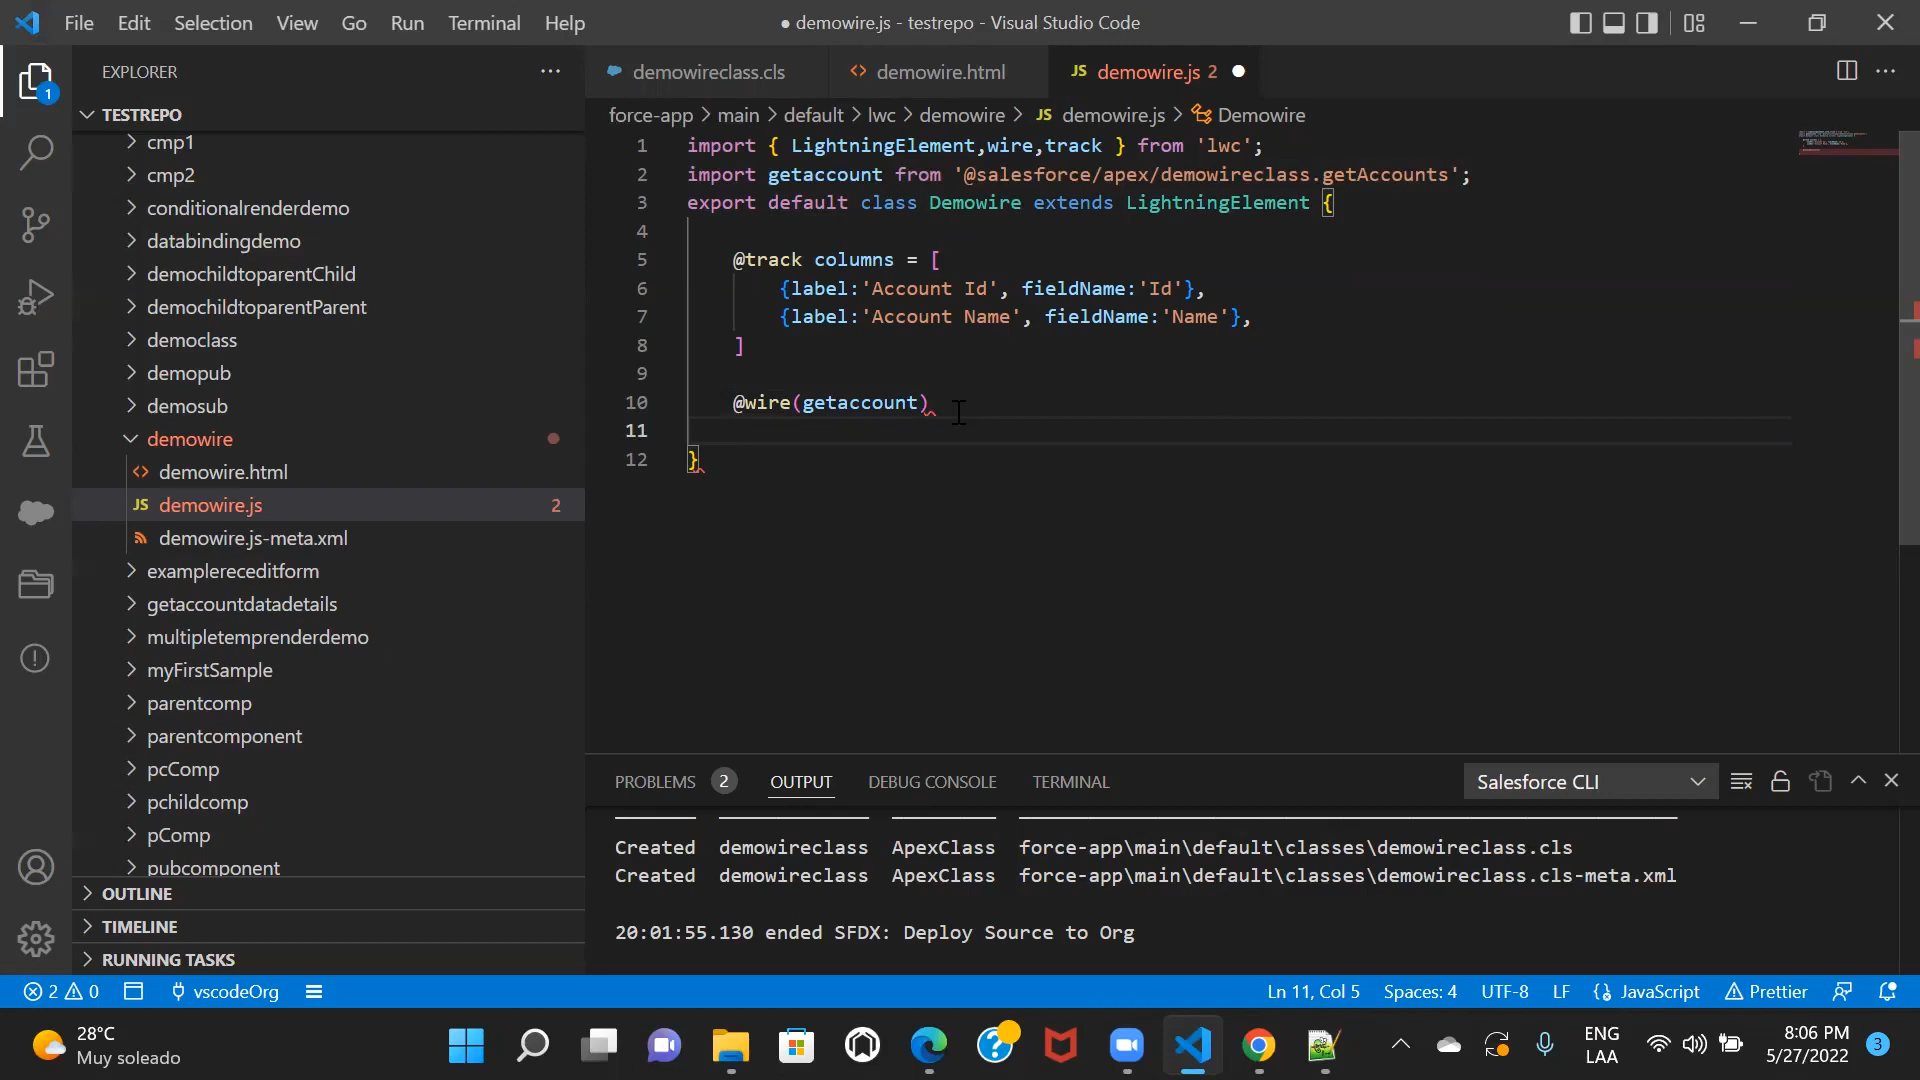 File Edit Selection View Go Run Terminal Help
● demowire.js - testrepo - Visual Studio Code
EXPLORER
TESTREPO
cmp1
cmp2
conditionalrenderdemo
databindingdemo
demochildtoparentChild
demochildtoparentParent
democlass
demopub
demosub
demowire
demowire.html
JS demowire.js 2
demowire.js-meta.xml
examplereceditform
getaccountdatadetails
multipletemprenderdemo
myFirstSample
parentcomp
parentcomponent
pcComp
pchildcomp
pComp
pubcomponent
OUTLINE
TIMELINE
RUNNING TASKS
1
demowireclass.cls demowire.html JS demowire.js 2
force-app > main > default > lwc > demowire > JS demowire.js > Demowire
1 import { LightningElement,wire,track } from 'lwc';
2 import getaccount from '@salesforce/apex/demowireclass.getAccounts';
3 export default class Demowire extends LightningElement {
4
5 @track columns = [
6 {label:'Account Id', fieldName:'Id'},
7 {label:'Account Name', fieldName:'Name'},
8 ]
9
10 @wire(getaccount)
11
12 }
PROBLEMS 2 OUTPUT DEBUG CONSOLE TERMINAL Salesforce CLI
Created demowireclass ApexClass force-app\main\default\classes\demowireclass.cls
Created demowireclass ApexClass force-app\main\default\classes\demowireclass.cls-meta.xml
20:01:55.130 ended SFDX: Deploy Source to Org
2 0 vscodeOrg Ln 11, Col 5 Spaces: 4 UTF-8 LF {} JavaScript Prettier
28°C
Muy soleado
ENG
LAA
8:06 PM
5/27/2022
3